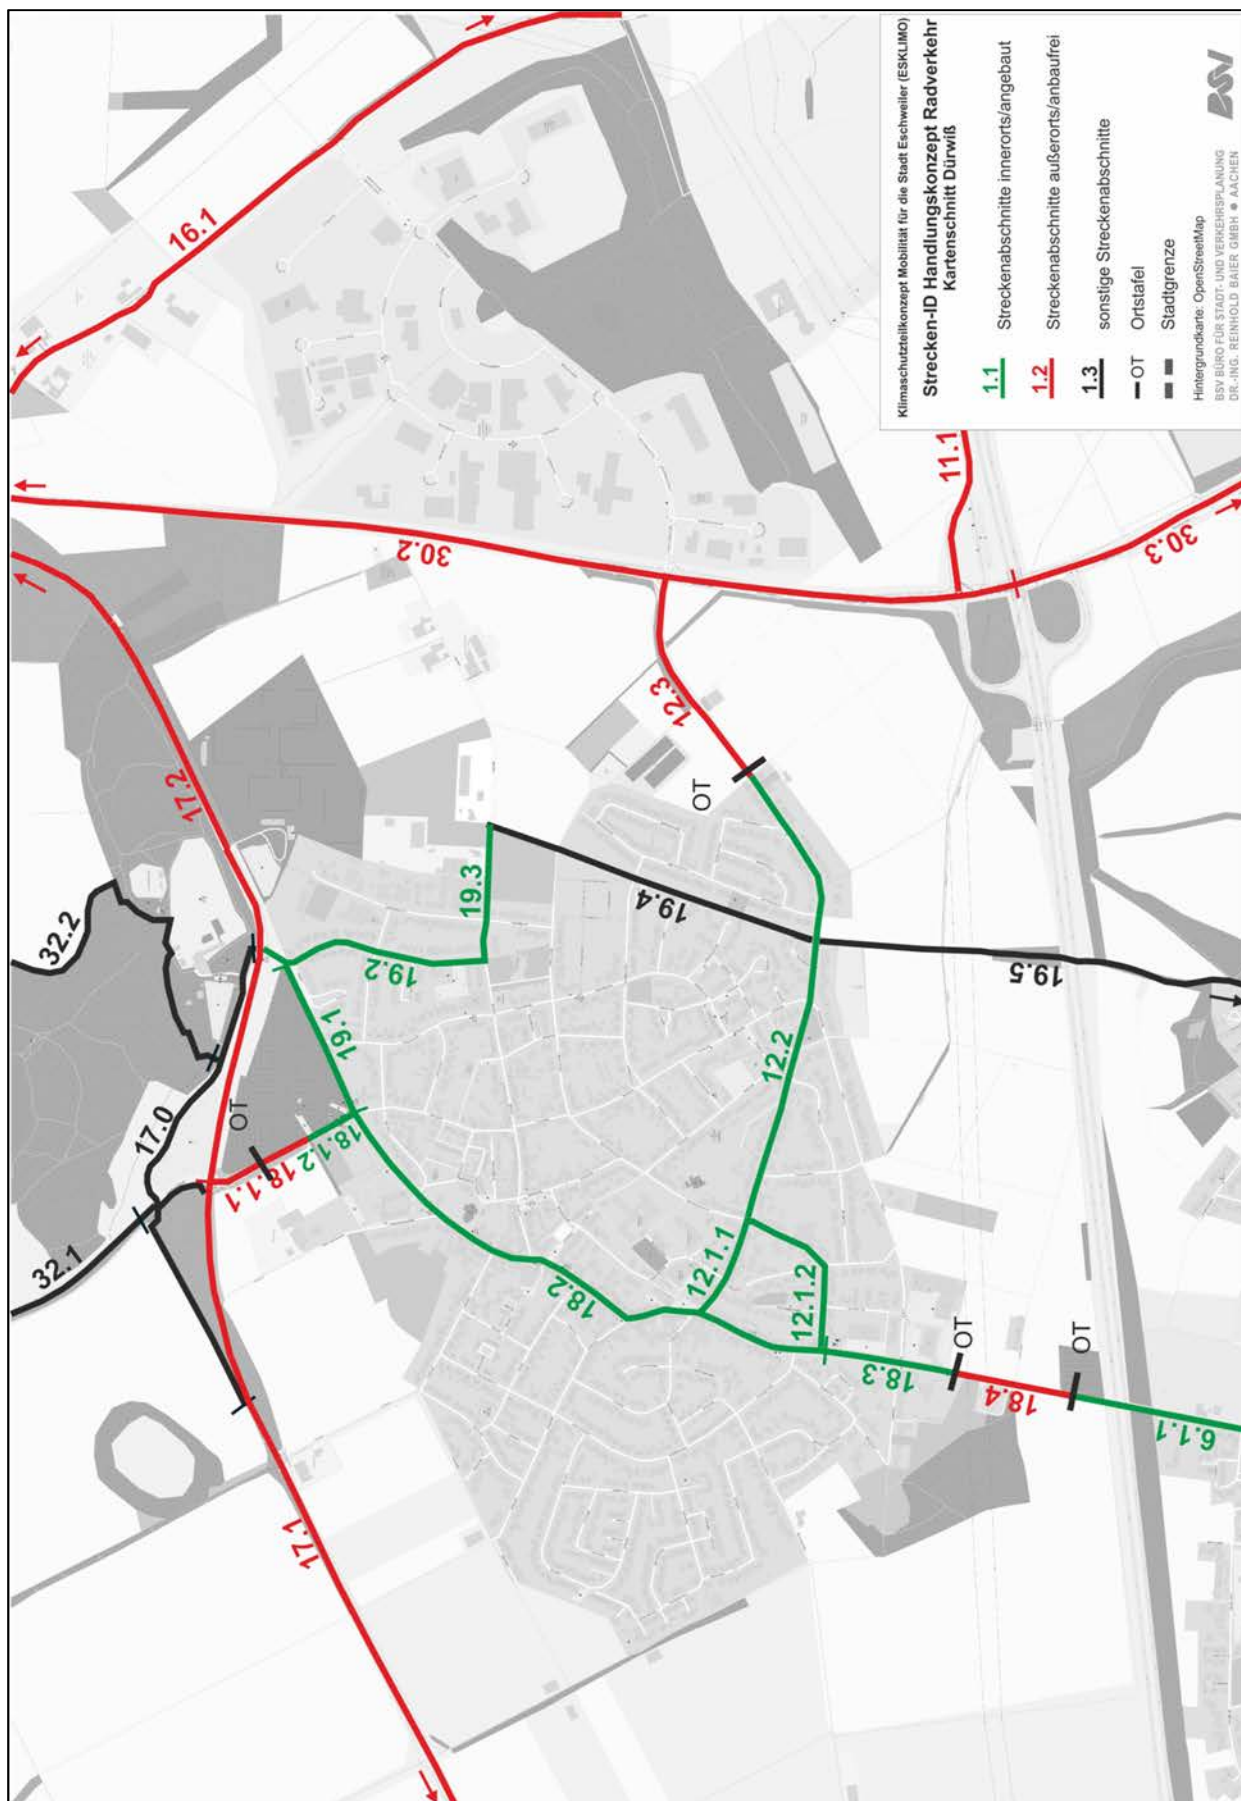 Klimaschutzteilkonzept Mobilität für die Stadt Eschweiler (ESKLIMO)
Strecken-ID Handlungskonzept Radverkehr
Kartenschnitt Dürwiß
1.1 Streckenabschnitte innerorts/angebaut
1.2 Streckenabschnitte außerorts/anbaufrei
1.3 sonstige Streckenabschnitte
OT Ortstafel
Stadtgrenze
Hintergrundkarte: OpenStreetMap
BSV BÜRO FÜR STADT- UND VERKEHRSPLANUNG
DR.-ING. REINHOLD BAIER GMBH AACHEN
BSV
16.1
30.2
11.1
30.3
12.3
OT
17.2
32.2
19.3
19.4
19.2
19.5
19.1
12.2
17.0
OT
18.1.2
18.1.1
32.1
18.2
12.1.1
12.1.2
18.3
OT
18.4
OT
6.1.1
17.1